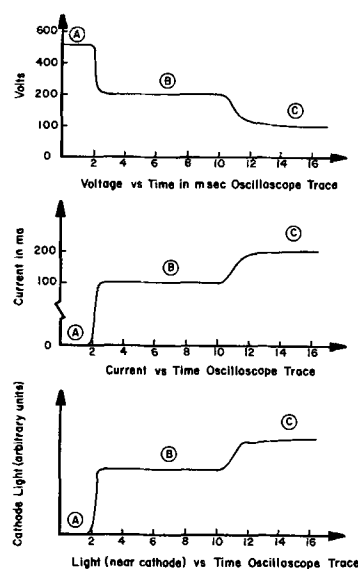 Volts
600
400
200
100
0
A
B
C
2 4 6 8 10 12 14 16
Voltage vs Time in msec Oscilloscope Trace
Current in ma
200
100
0
A
B
C
2 4 6 8 10 12 14 16
Current vs Time Oscilloscope Trace
Cathode Light (arbitrary units)
A
B
C
2 4 6 8 10 12 14 16
Light (near cathode) vs Time Oscilloscope Trace